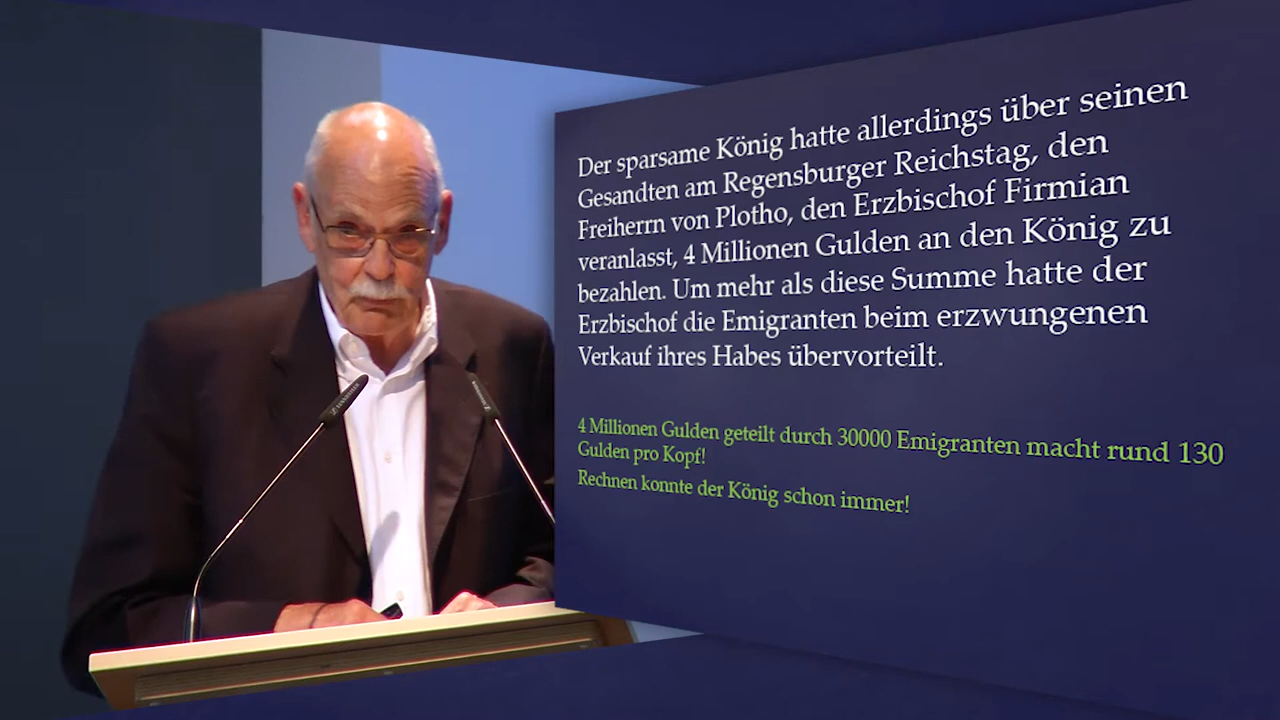 Der sparsame König hatte allerdings über seinen
Gesandten am Regensburger Reichstag, den
Freiherrn von Plotho, den Erzbischof Firmian
veranlasst, 4 Millionen Gulden an den König zu
bezahlen. Um mehr als diese Summe hatte der
Erzbischof die Emigranten beim erzwungenen
Verkauf ihres Habes übervorteilt.
4 Millionen Gulden geteilt durch 30000 Emigranten macht rund 130
Gulden pro Kopf!
Rechnen konnte der König schon immer!